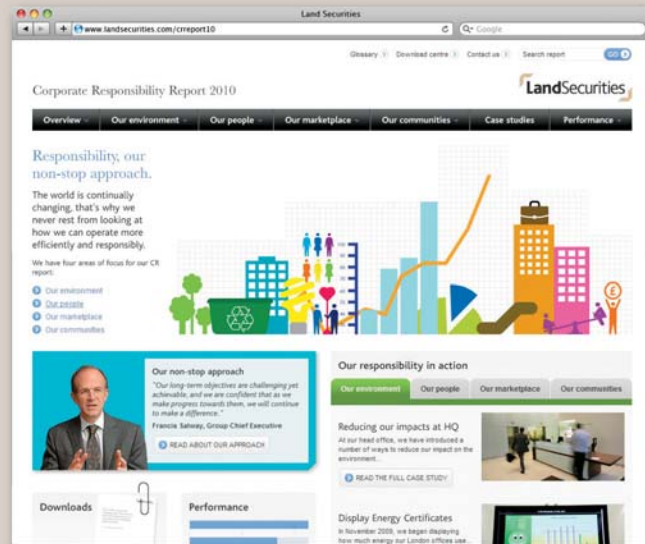 Land Securities
www.landsecurities.com/crreport10
Google
Glossary
Download centre
Contact us
Search report
GO
Corporate Responsibility Report 2010
LandSecurities
Overview
Our environment
Our people
Our marketplace
Our communities
Case studies
Performance
Responsibility, our
non-stop approach.
The world is continually
changing, that's why we
never rest from looking at
how we can operate more
efficiently and responsibly.
We have four areas of focus for our CR
report:
Our environment
Our people
Our marketplace
Our communities
£
Our non-stop approach
"Our long-term objectives are challenging yet
achievable, and we are confident that as we
make progress towards them, we will continue
to make a difference."
Francis Salway, Group Chief Executive
READ ABOUT OUR APPROACH
Our responsibility in action
Our environment
Our people
Our marketplace
Our communities
Reducing our impacts at HQ
At our head office, we have introduced a
number of ways to reduce our impact on the
environment...
READ THE FULL CASE STUDY
Downloads
Performance
Display Energy Certificates
In November 2009, we began displaying
how much energy our London offices use...